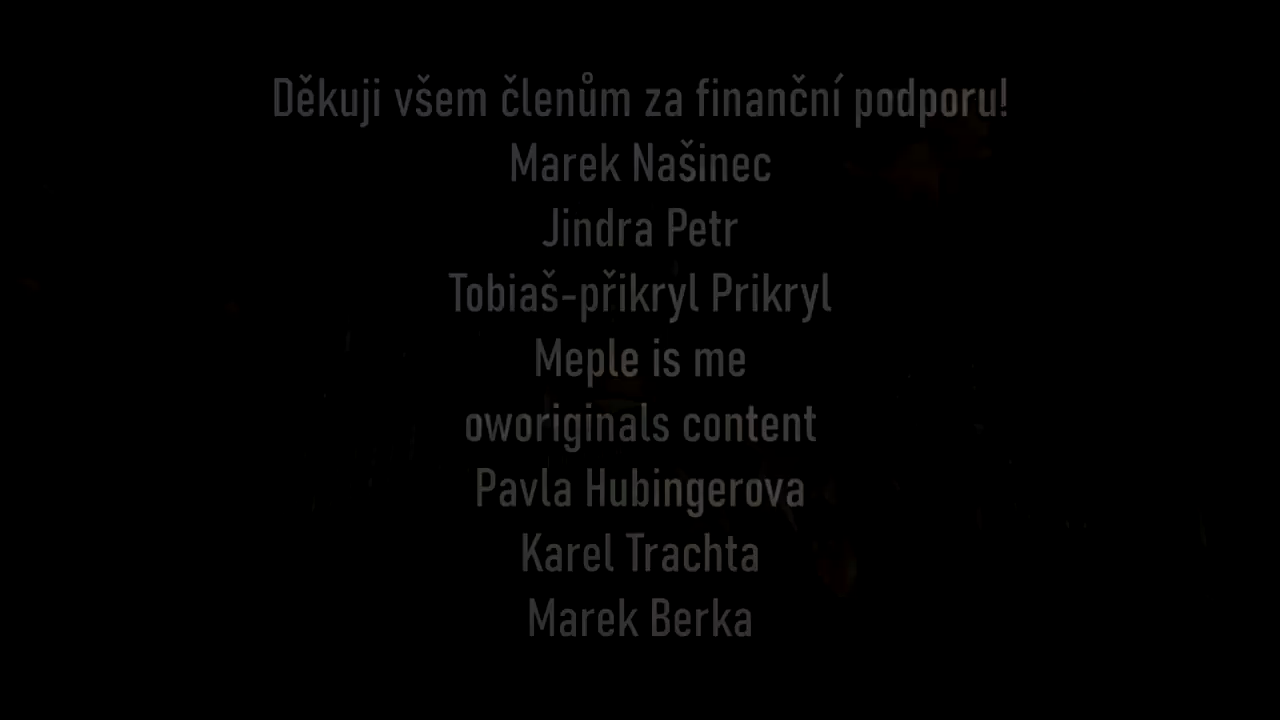 Děkuji všem členům za finanční podporu!
Marek Našinec
Jindra Petr
Tobiaš-přikryl Prikryl
Meple is me
oworiginals content
Pavla Hubingerova
Karel Trachta
Marek Berka